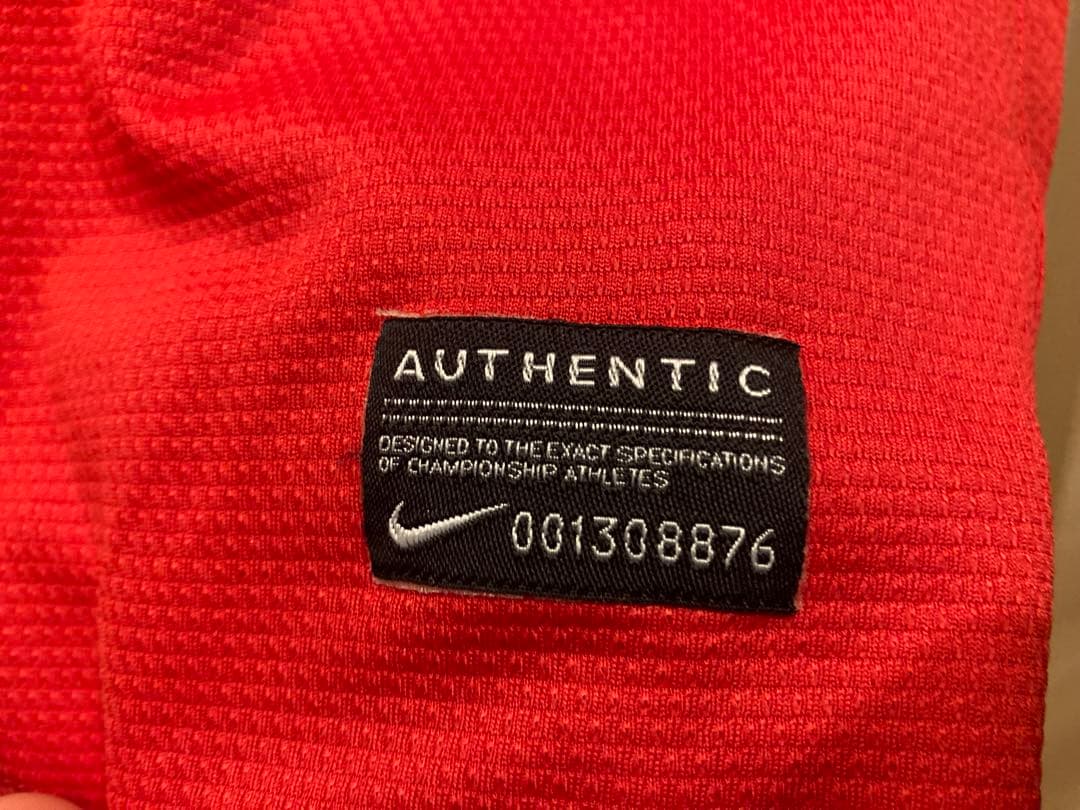 AUTHENTIC
DESIGNED TO THE EXACT SPECIFICATIONS
OF CHAMPIONSHIP ATHLETES
001308876